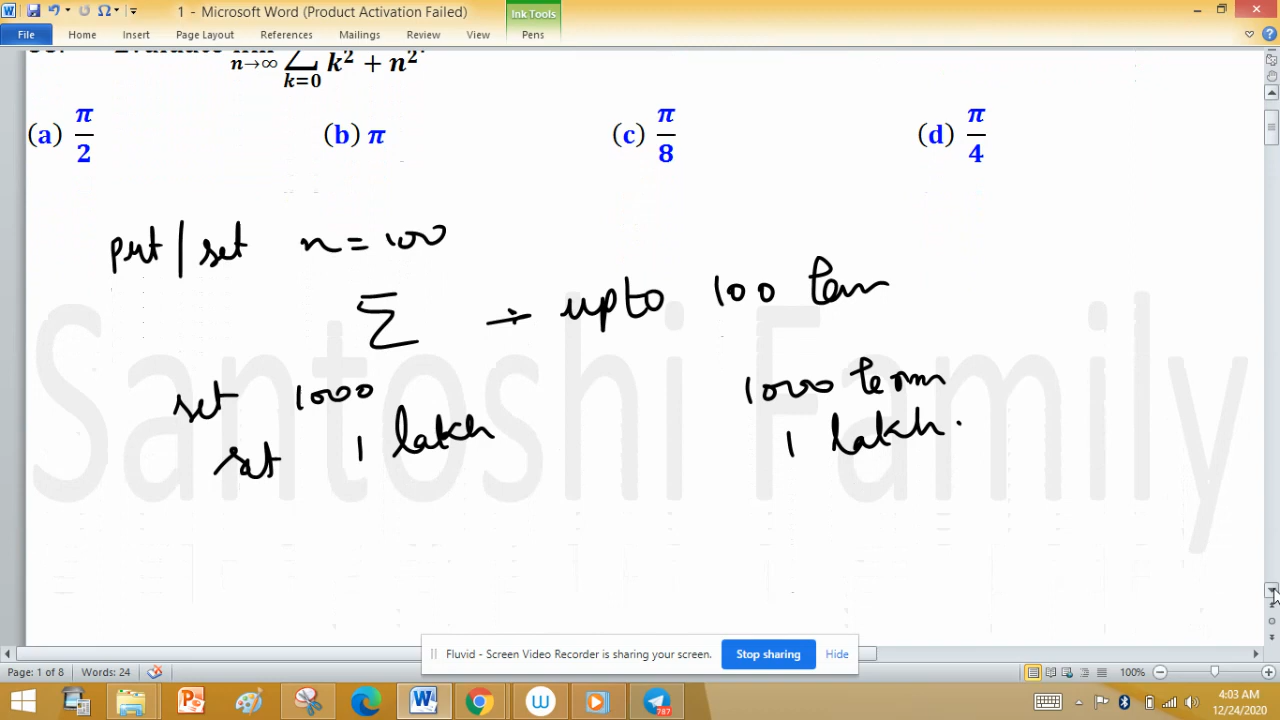 1 - Microsoft Word (Product Activation Failed)
Ink Tools
File Home Insert Page Layout References Mailings Review View Pens
n→∞ ∑ k=0 k² + n²
(a) π/2 (b) π (c) π/8 (d) π/4
put | set n = 100
∑ → upto 100 term
set 1000 1000 term
set 1 lakh 1 lakh.
Santoshi Family
Fluvid - Screen Video Recorder is sharing your screen. Stop sharing Hide
Page: 1 of 8 Words: 24 100%
787
4:03 AM
12/24/2020